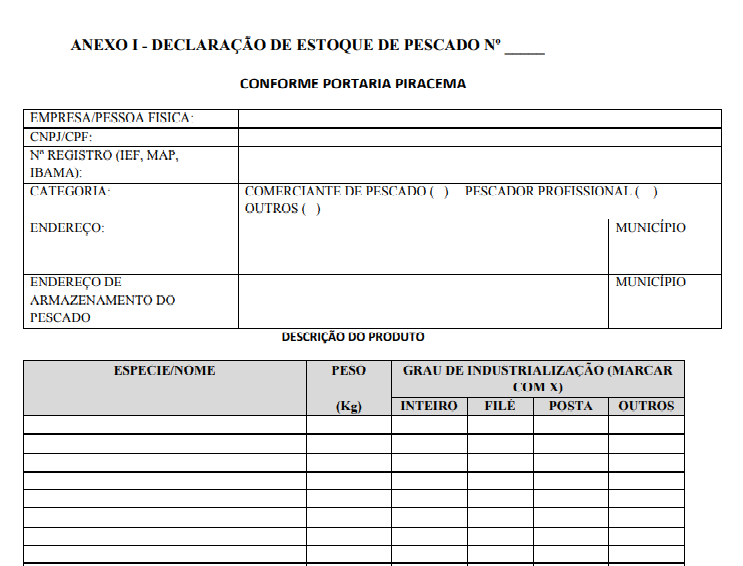 ANEXO I - DECLARAÇÃO DE ESTOQUE DE PESCADO Nº _____
CONFORME PORTARIA PIRACEMA
EMPRESA/PESSOA FISICA:
CNPJ/CPF:
Nª REGISTRO (IEF, MAP,
IBAMA):
CATEGORIA: COMERCIANTE DE PESCADO ( ) PESCADOR PROFISSIONAL ( )
OUTROS ( )
ENDEREÇO: MUNICÍPIO
ENDEREÇO DE MUNICÍPIO
ARMAZENAMENTO DO
PESCADO
DESCRIÇÃO DO PRODUTO
ESPECIE/NOME PESO GRAU DE INDUSTRIALIZAÇÃO (MARCAR
COM X)
(Kg) INTEIRO FILÉ POSTA OUTROS